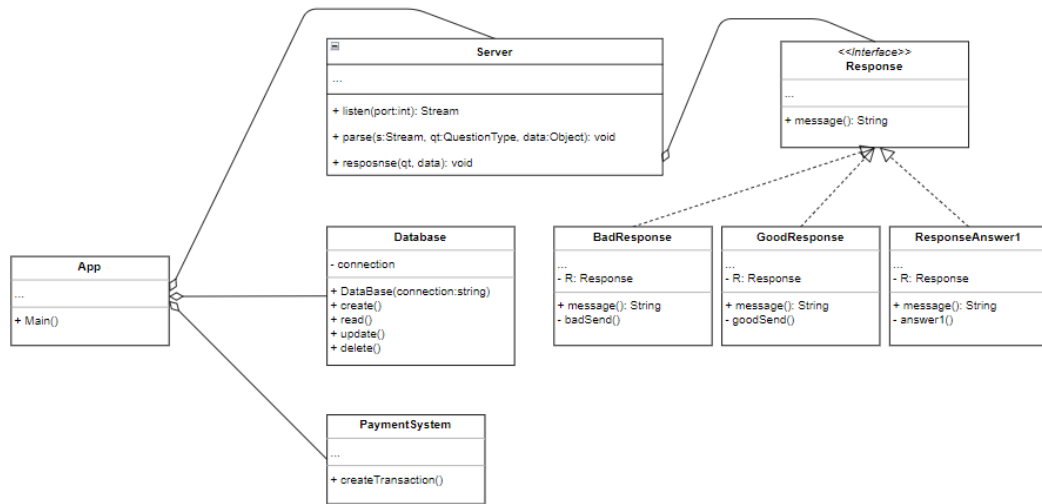 Server
...
+ listen(port:int): Stream
+ parse(s:Stream, qt:QuestionType, data:Object): void
+ resposnse(qt, data): void
<<Interface>>
Response
...
+ message(): String
App
...
+ Main()
Database
- connection
+ DataBase(connection:string)
+ create()
+ read()
+ update()
+ delete()
BadResponse
...
- R: Response
+ message(): String
- badSend()
GoodResponse
...
- R: Response
+ message(): String
- goodSend()
ResponseAnswer1
...
- R: Response
+ message(): String
- answer1()
PaymentSystem
...
+ createTransaction()